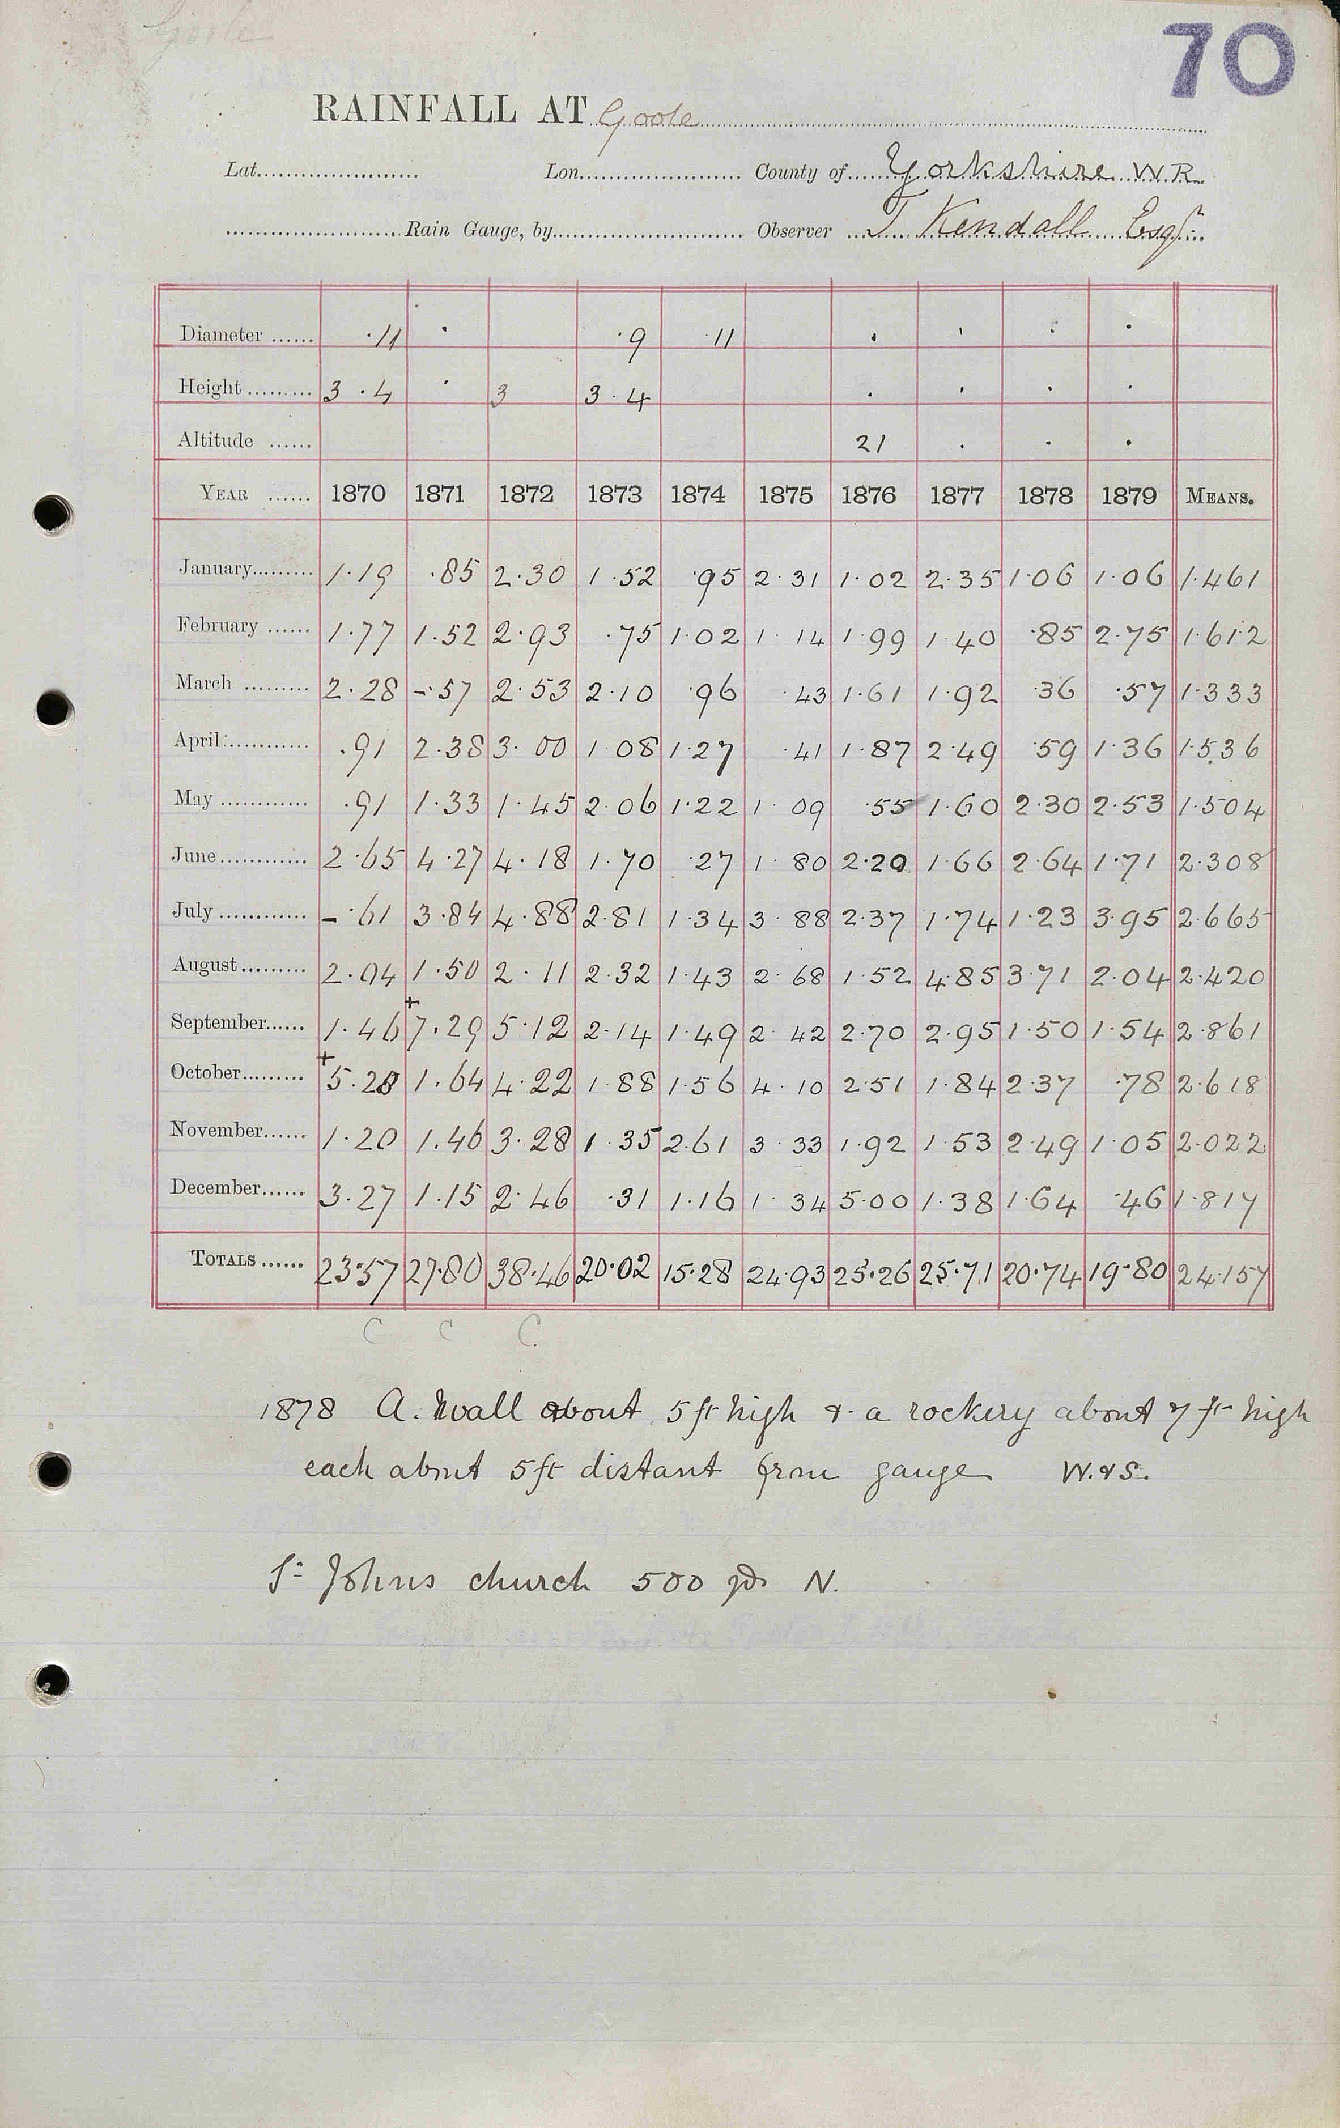 Goole
70
RAINFALL AT Goole
Lat. Lon. County of Yorkshire W.R.
Rain Gauge, by Observer T Kendall Esqr.
Diameter ·11 · ·9 ·11 · · · ·
Height 3 ·4 · 3 3 ·4 · · · ·
Altitude 21 · · ·
YEAR 1870 1871 1872 1873 1874 1875 1876 1877 1878 1879 MEANS.
January 1·19 ·85 2·30 1·52 ·95 2·31 1·02 2·35 1·06 1·06 1·461
February 1·77 1·52 2·93 ·75 1·02 1·14 1·99 1·40 ·85 2·75 1·612
March 2·28 -·57 2·53 2·10 ·96 ·43 1·61 1·92 ·36 ·57 1·333
April ·91 2·38 3·00 1·08 1·27 ·41 1·87 2·49 ·59 1·36 1·536
May ·91 1·33 1·45 2·06 1·22 1·09 ·55 1·60 2·30 2·53 1·504
June 2·65 4·27 4·18 1·70 ·27 1·80 2·20 1·66 2·64 1·71 2·308
July -·61 3·84 4·88 2·81 1·34 3·88 2·37 1·74 1·23 3·95 2·665
August 2·04 1·50 2·11 2·32 1·43 2·68 1·52 4·85 3·71 2·04 2·420
September 1·46 +7·29 5·12 2·14 1·49 2·42 2·70 2·95 1·50 1·54 2·861
October +5·28 1·64 4·22 1·88 1·56 4·10 2·51 1·84 2·37 ·78 2·618
November 1·20 1·46 3·28 1·35 2·61 3·33 1·92 1·53 2·49 1·05 2·022
December 3·27 1·15 2·46 ·31 1·16 1·34 5·00 1·38 1·64 ·46 1·817
TOTALS 23·57 27·80 38·46 20·02 15·28 24·93 25·26 25·71 20·74 19·80 24·157
C C C.
1878 A. wall about 5 ft high & a rockery about 7 ft high
each about 5 ft distant from gauge W.&S.
St Johns church 500 yds N.